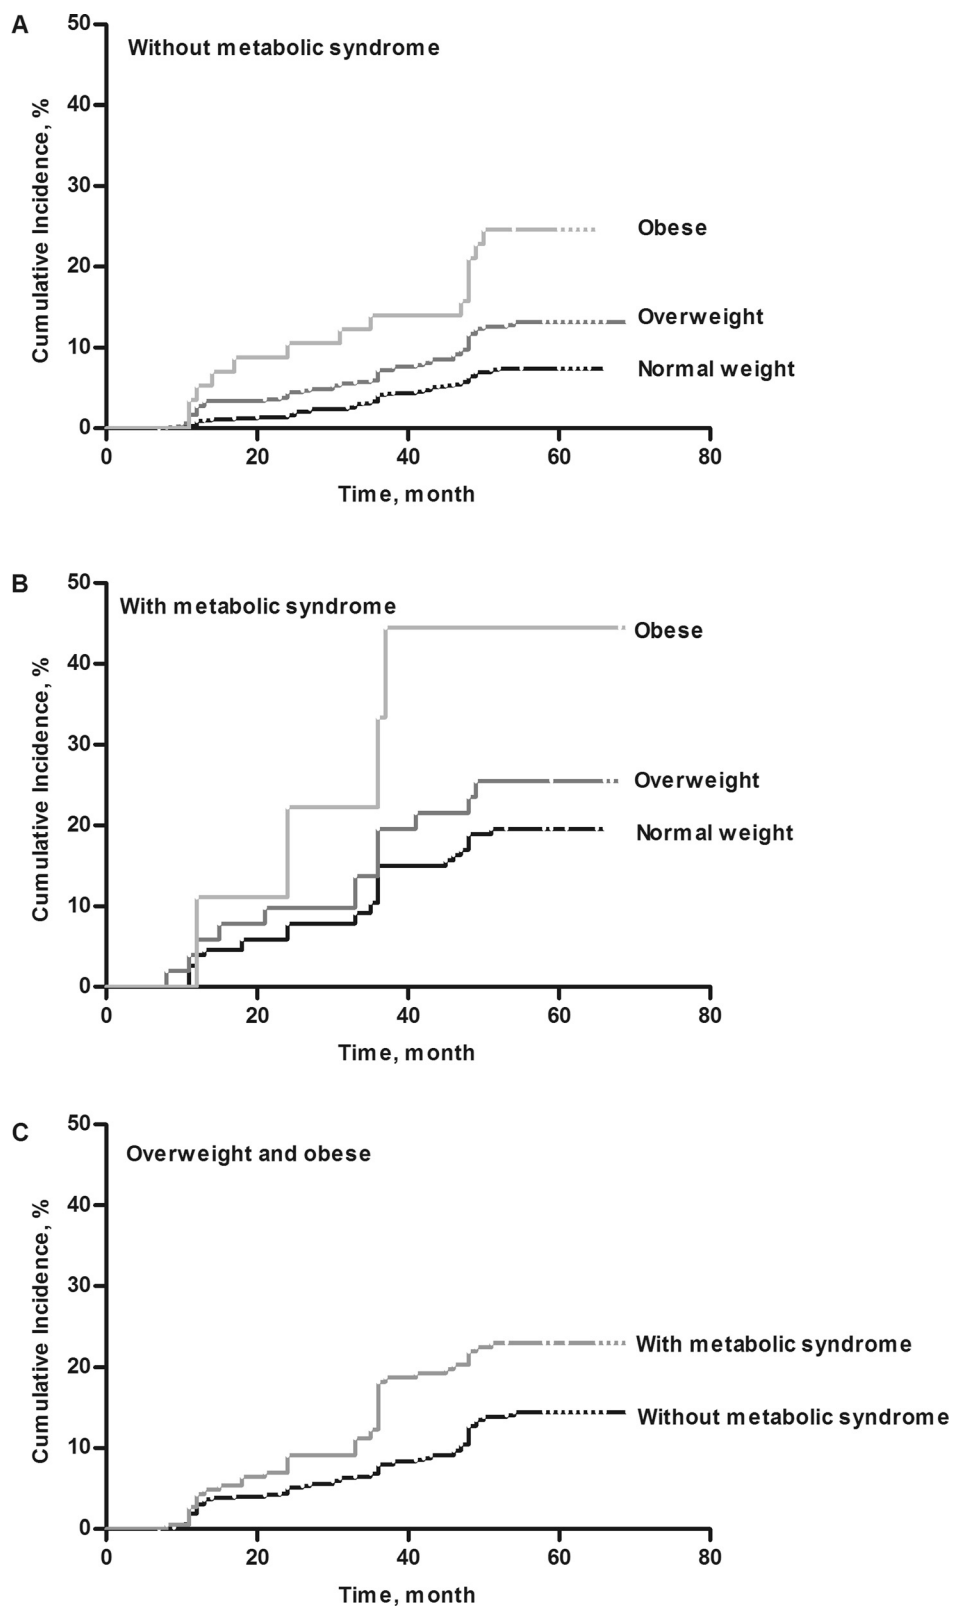 A
50
Without metabolic syndrome
40
30
Obese
20
Overweight
10
Normal weight
0
Cumulative Incidence, %
0 20 40 60 80
Time, month
B
50
With metabolic syndrome
Obese
40
30
Overweight
20
Normal weight
10
0
Cumulative Incidence, %
0 20 40 60 80
Time, month
C
50
Overweight and obese
40
30
With metabolic syndrome
20
Without metabolic syndrome
10
0
Cumulative Incidence, %
0 20 40 60 80
Time, month